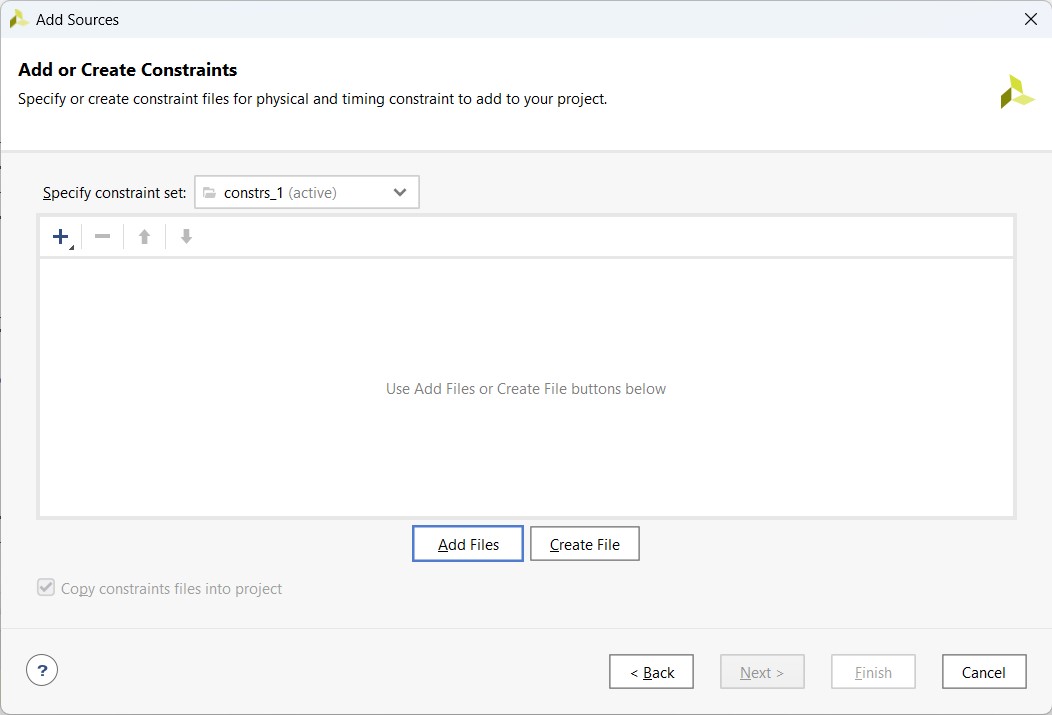 Add Sources
Add or Create Constraints
Specify or create constraint files for physical and timing constraint to add to your project.
Specify constraint set: constrs_1 (active)
Use Add Files or Create File buttons below
Add Files Create File
Copy constraints files into project
? < Back Next > Finish Cancel